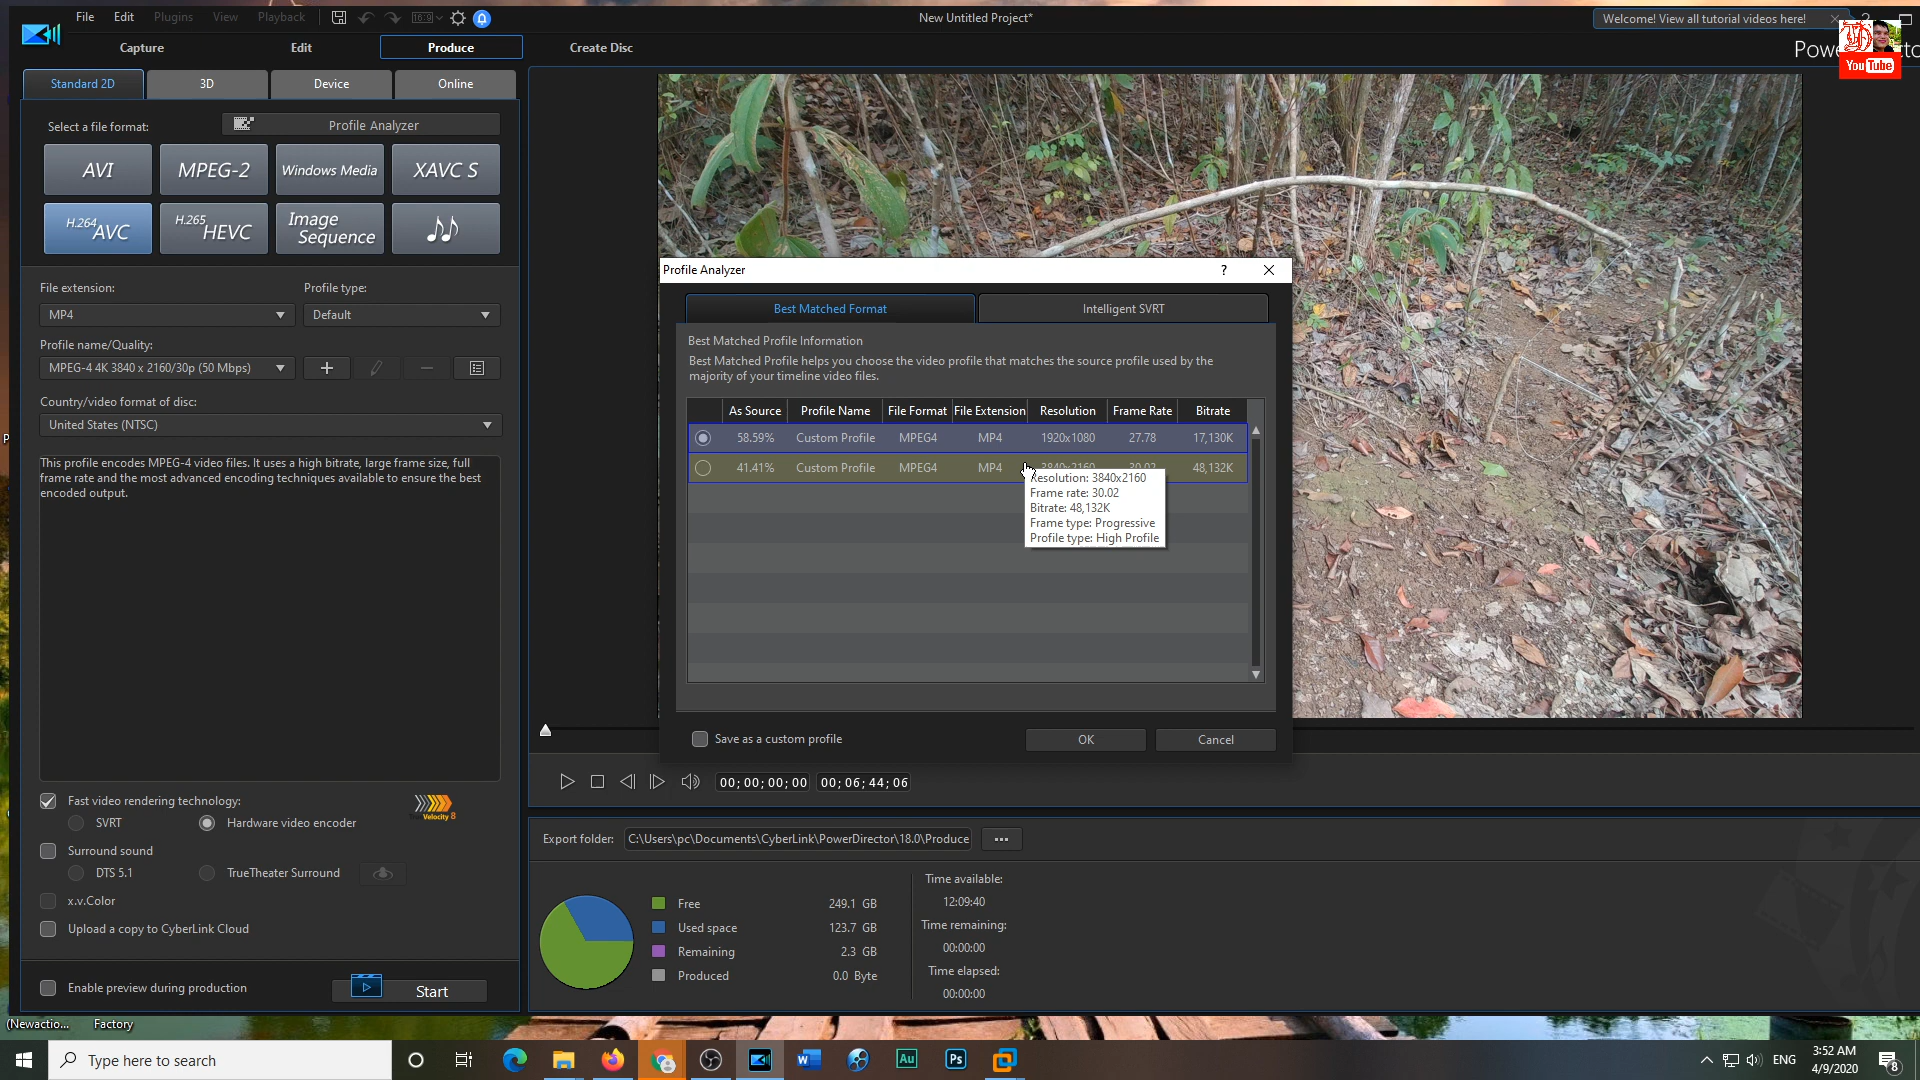 File Edit Plugins View Playback
New Untitled Project*
Welcome! View all tutorial videos here!
Capture Edit Produce Create Disc
YouTube
Standard 2D 3D Device Online
Select a file format: Profile Analyzer
AVI MPEG-2 Windows Media XAVC S
H.264 AVC H.265 HEVC Image Sequence
File extension: Profile type:
MP4 Default
Profile name/Quality:
MPEG-4 4K 3840 x 2160/30p (50 Mbps)
Country/video format of disc:
United States (NTSC)
This profile encodes MPEG-4 video files. It uses a high bitrate, large frame size, full
frame rate and the most advanced encoding techniques available to ensure the best
encoded output.
Fast video rendering technology:
Velocity 8
SVRT Hardware video encoder
Surround sound
DTS 5.1 TrueTheater Surround
x.v.Color
Upload a copy to CyberLink Cloud
Enable preview during production
Start
Profile Analyzer ?
Best Matched Format Intelligent SVRT
Best Matched Profile Information
Best Matched Profile helps you choose the video profile that matches the source profile used by the
majority of your timeline video files.
As Source Profile Name File Format File Extension Resolution Frame Rate Bitrate
58.59% Custom Profile MPEG4 MP4 1920x1080 27.78 17,130K
41.41% Custom Profile MPEG4 MP4 3840x2160 30.02 48,132K
Resolution: 3840x2160
Frame rate: 30.02
Bitrate: 48,132K
Frame type: Progressive
Profile type: High Profile
Save as a custom profile OK Cancel
00; 00; 00; 00 00; 06; 44; 06
Export folder: C:\Users\pc\Documents\CyberLink\PowerDirector\18.0\Produce ...
Free 249.1 GB
Used space 123.7 GB
Remaining 2.3 GB
Produced 0.0 Byte
Time available:
12:09:40
Time remaining:
00:00:00
Time elapsed:
00:00:00
(Newactio... Factory
Type here to search
Au Ps
ENG 3:52 AM
4/9/2020
8